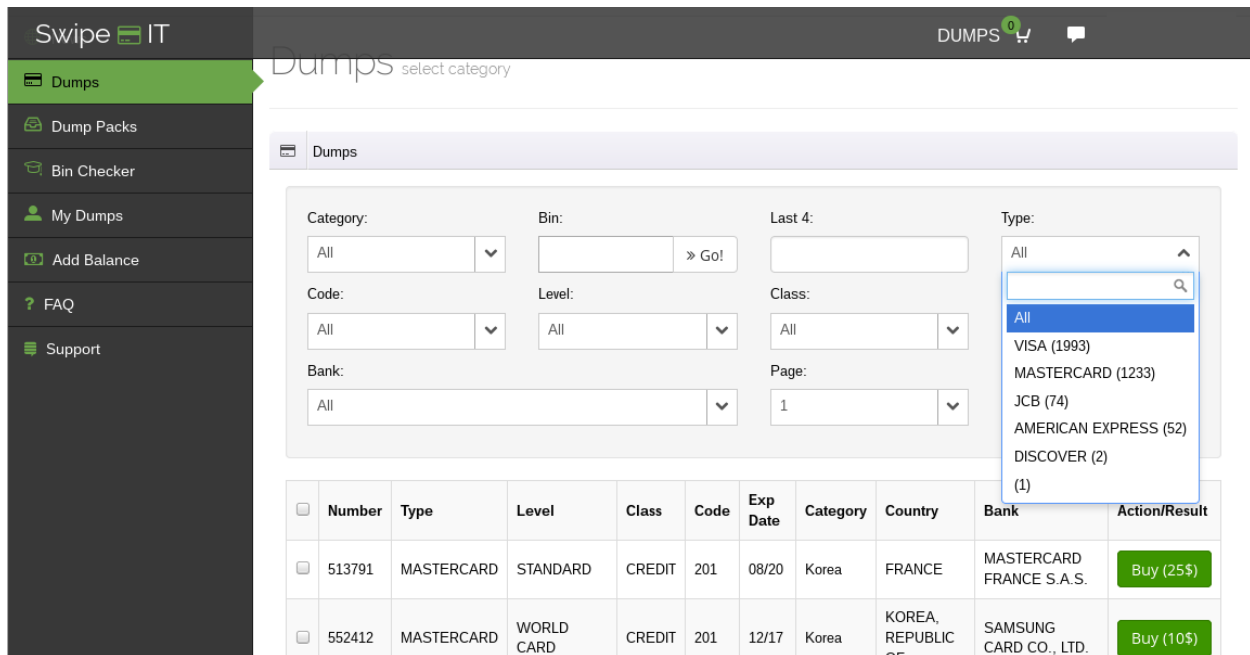 Swipe IT
DUMPS 0
Dumps
Dump Packs
Bin Checker
My Dumps
Add Balance
? FAQ
Support
Dumps select category
Dumps
Category: Bin: Last 4: Type:
All » Go! All
Code: Level: Class:
All All All
Bank: Page:
All 1
All
VISA (1993)
MASTERCARD (1233)
JCB (74)
AMERICAN EXPRESS (52)
DISCOVER (2)
(1)
Number Type Level Class Code Exp Date Category Country Bank Action/Result
513791 MASTERCARD STANDARD CREDIT 201 08/20 Korea FRANCE MASTERCARD FRANCE S.A.S. Buy (25$)
552412 MASTERCARD WORLD CARD CREDIT 201 12/17 Korea KOREA, REPUBLIC SAMSUNG CARD CO., LTD. Buy (10$)